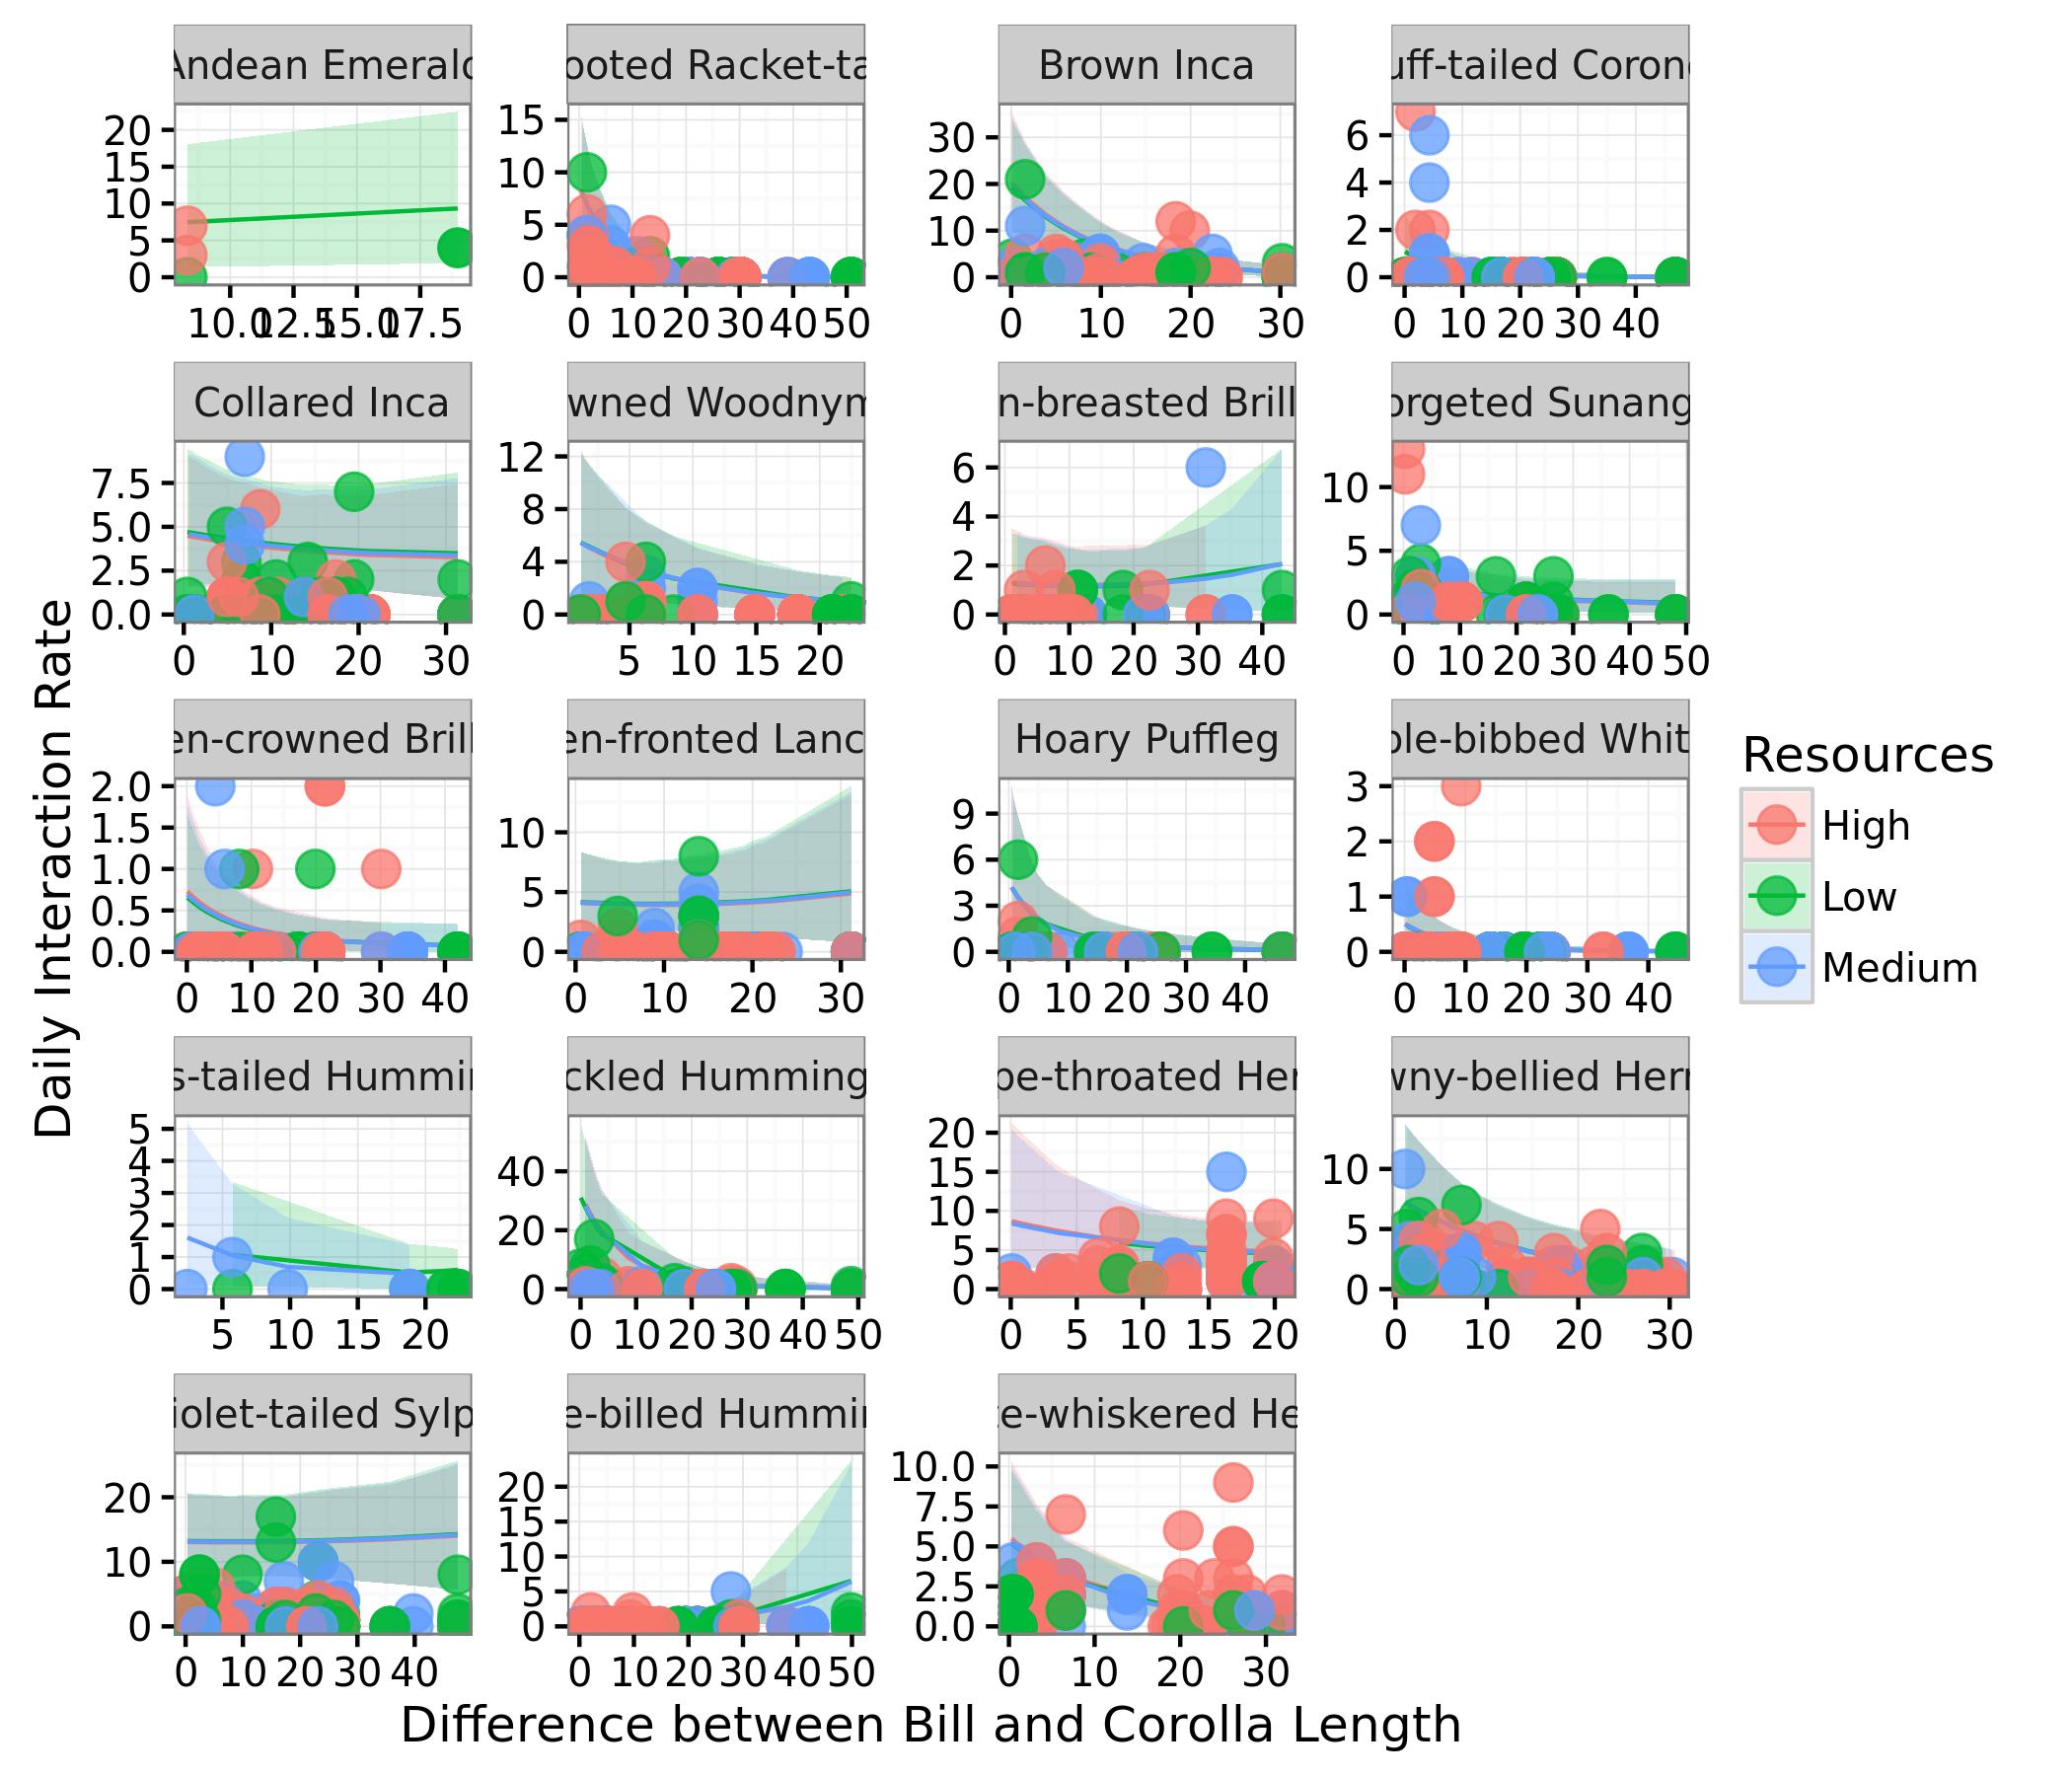 Andean Emerald
ooted Racket-ta
Brown Inca
uff-tailed Coron
20
15
10
5
0
10.0 12.5 15.0 17.5
15
10
5
0
0 10 20 30 40 50
30
20
10
0
0 10 20 30
6
4
2
0
0 10 20 30 40
Collared Inca
wned Woodnym
n-breasted Brill
orgeted Sunang
7.5
5.0
2.5
0.0
0 10 20 30
12
8
4
0
5 10 15 20
6
4
2
0
0 10 20 30 40
10
5
0
0 10 20 30 40 50
en-crowned Brill
en-fronted Lanc
Hoary Puffleg
ple-bibbed Whit
2.0
1.5
1.0
0.5
0.0
0 10 20 30 40
10
5
0
0 10 20 30
9
6
3
0
0 10 20 30 40
3
2
1
0
0 10 20 30 40
s-tailed Hummin
ckled Humming
pe-throated Her
wny-bellied Herr
5
4
3
2
1
0
5 10 15 20
40
20
0
0 10 20 30 40 50
20
15
10
5
0
0 5 10 15 20
10
5
0
0 10 20 30
iolet-tailed Sylp
e-billed Hummin
te-whiskered He
20
10
0
0 10 20 30 40
20
15
10
5
0
0 10 20 30 40 50
10.0
7.5
5.0
2.5
0.0
0 10 20 30
Daily Interaction Rate
Difference between Bill and Corolla Length
Resources
High
Low
Medium